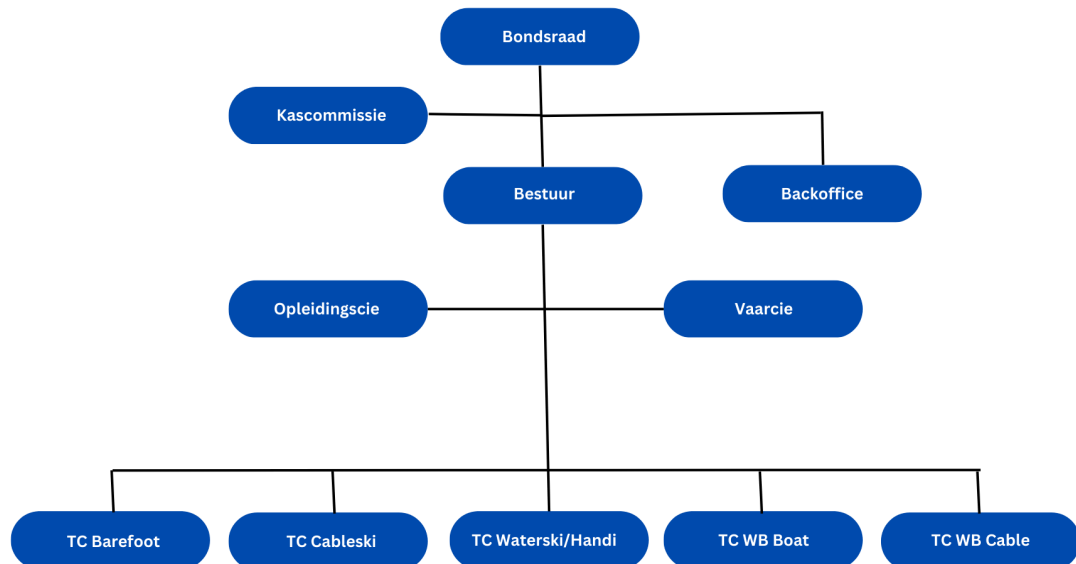 Bondsraad
Kascommissie
Bestuur
Backoffice
Opleidingscie
Vaarcie
TC Barefoot
TC Cableski
TC Waterski/Handi
TC WB Boat
TC WB Cable